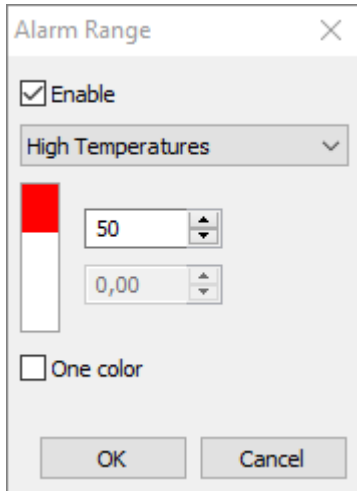 Alarm Range
Enable
High Temperatures
50
0,00
One color
OK Cancel